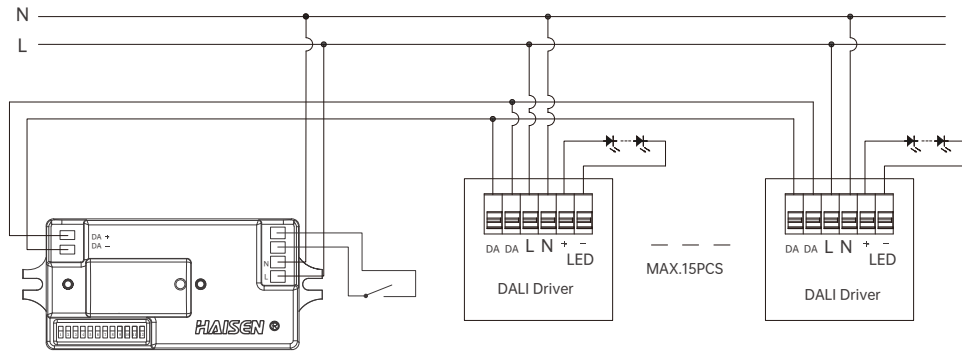 N
L
DA +
DA −
N
L
HAISEN ®
DA DA L N + −
LED
DALI Driver
MAX.15PCS
DA DA L N + −
LED
DALI Driver